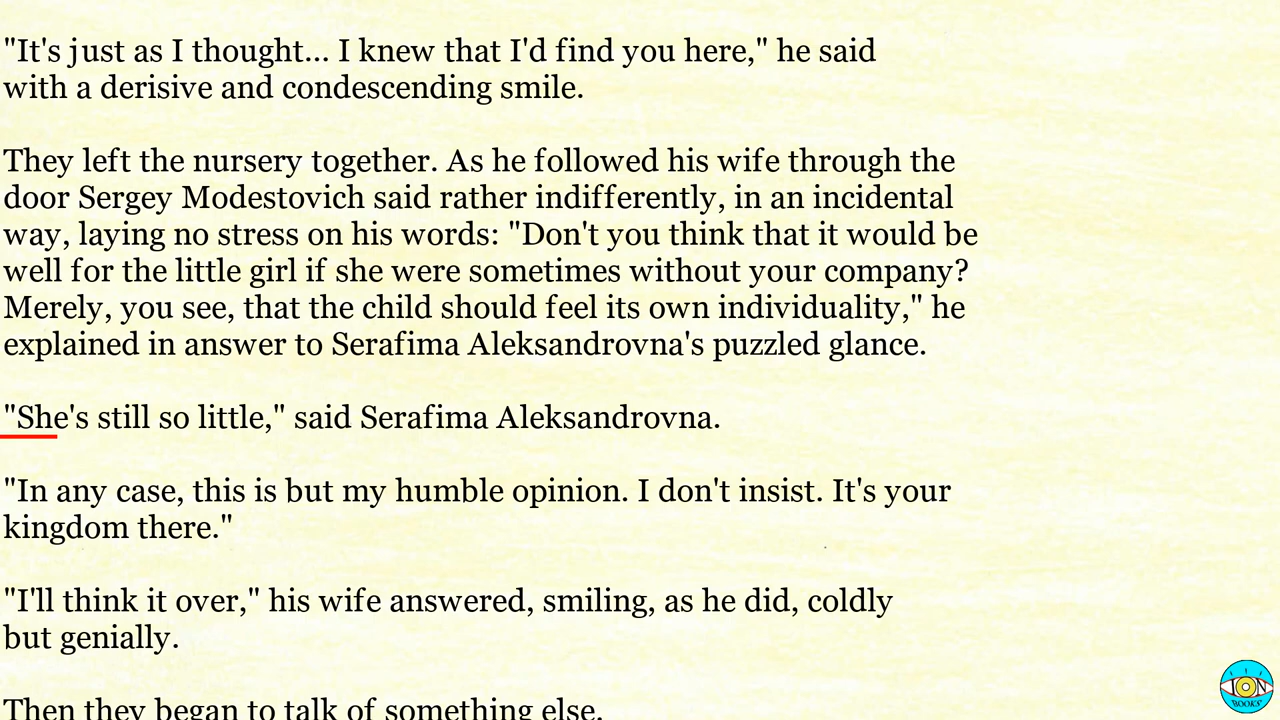 "It's just as I thought... I knew that I'd find you here," he said
with a derisive and condescending smile.
They left the nursery together. As he followed his wife through the
door Sergey Modestovich said rather indifferently, in an incidental
way, laying no stress on his words: "Don't you think that it would be
well for the little girl if she were sometimes without your company?
Merely, you see, that the child should feel its own individuality," he
explained in answer to Serafima Aleksandrovna's puzzled glance.
"She's still so little," said Serafima Aleksandrovna.
"In any case, this is but my humble opinion. I don't insist. It's your
kingdom there."
"I'll think it over," his wife answered, smiling, as he did, coldly
but genially.
Then they began to talk of something else.
ION
BOOKS